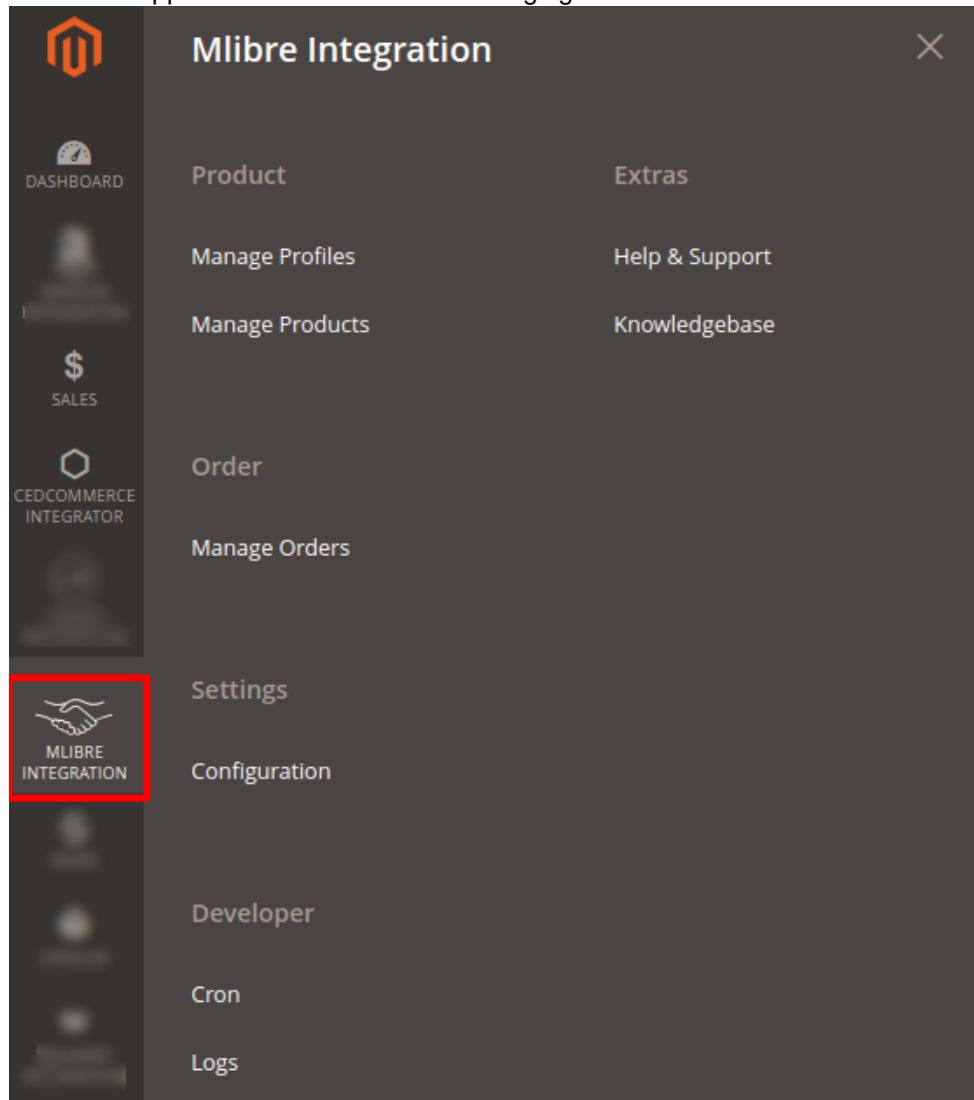 Mlibre Integration
DASHBOARD
SALES
CEDCOMMERCE
INTEGRATOR
MLIBRE
INTEGRATION
Product
Manage Profiles
Manage Products
Order
Manage Orders
Settings
Configuration
Developer
Cron
Logs
Extras
Help & Support
Knowledgebase